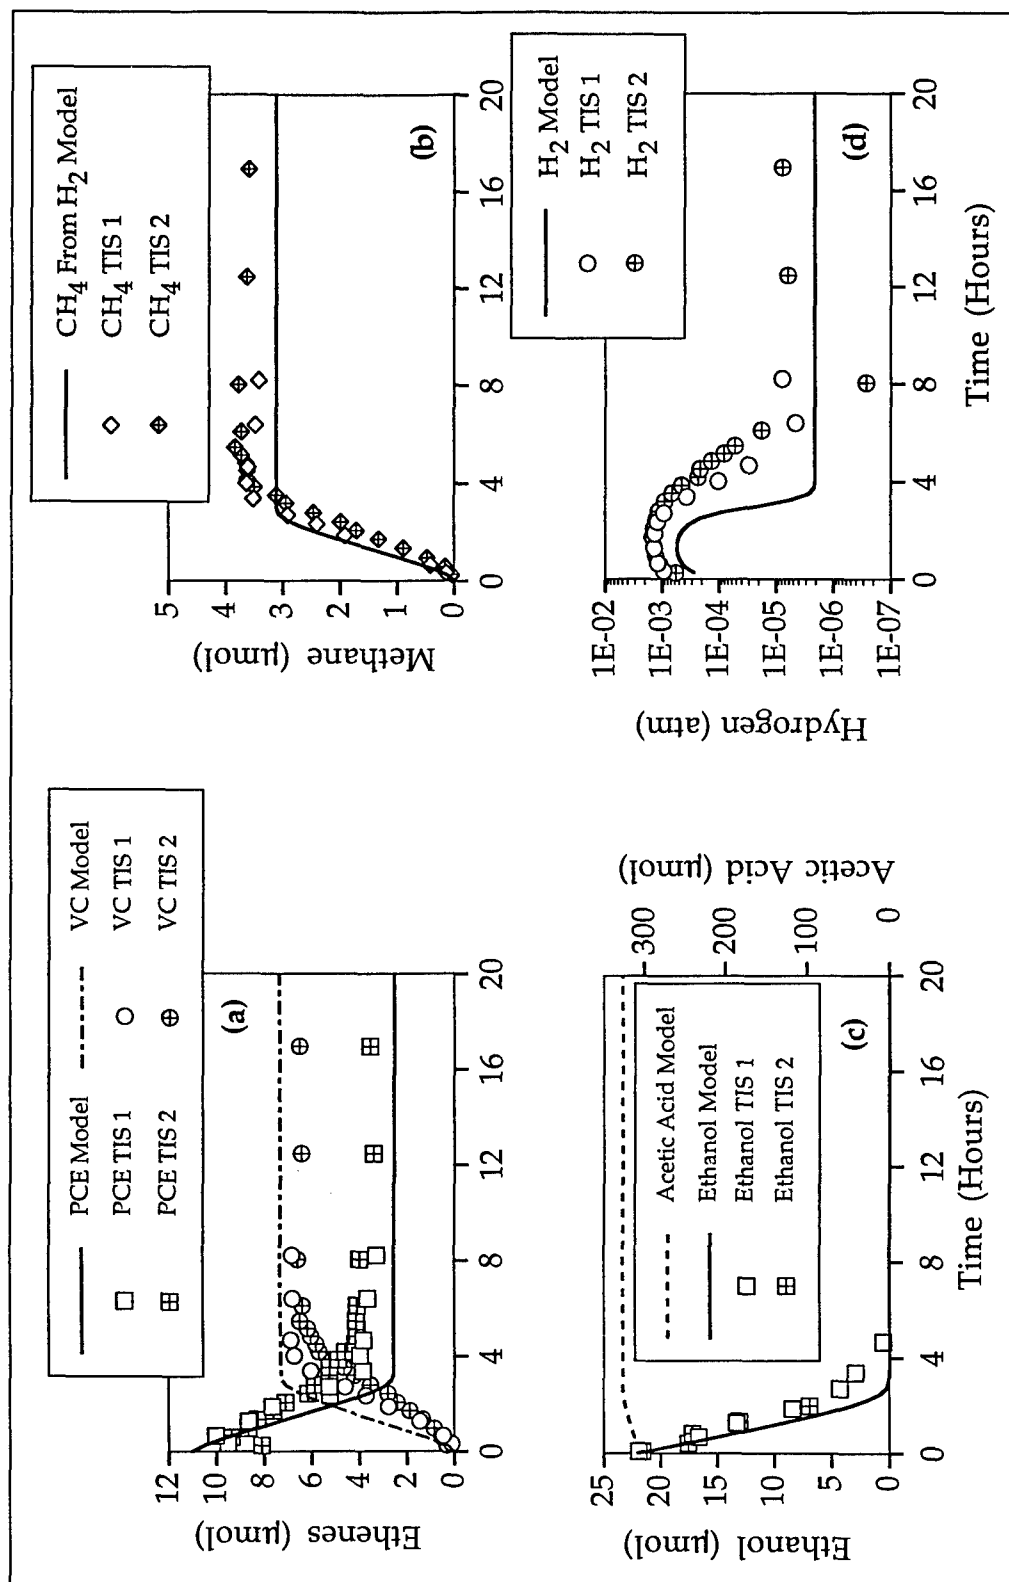 PCE Model VC Model
PCE TIS 1 VC TIS 1
PCE TIS 2 VC TIS 2
(a)
Ethenes (µmol)
12
10
8
6
4
2
0
0 4 8 12 16 20
CH4 From H2 Model
CH4 TIS 1
CH4 TIS 2
(b)
Methane (µmol)
5
4
3
2
1
0
0 4 8 12 16 20
Acetic Acid Model
Ethanol Model
Ethanol TIS 1
Ethanol TIS 2
(c)
Ethanol (µmol)
25
20
15
10
5
0
Acetic Acid (µmol)
300
200
100
0
0 4 8 12 16 20
Time (Hours)
H2 Model
H2 TIS 1
H2 TIS 2
(d)
Hydrogen (atm)
1E-02
1E-03
1E-04
1E-05
1E-06
1E-07
0 4 8 12 16 20
Time (Hours)